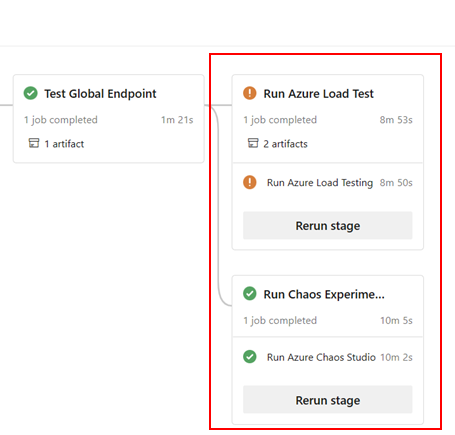 Test Global Endpoint
1 job completed 1m 21s
1 artifact
Run Azure Load Test
1 job completed 8m 53s
2 artifacts
Run Azure Load Testing 8m 50s
Rerun stage
Run Chaos Experime...
1 job completed 10m 5s
Run Azure Chaos Studio 10m 2s
Rerun stage